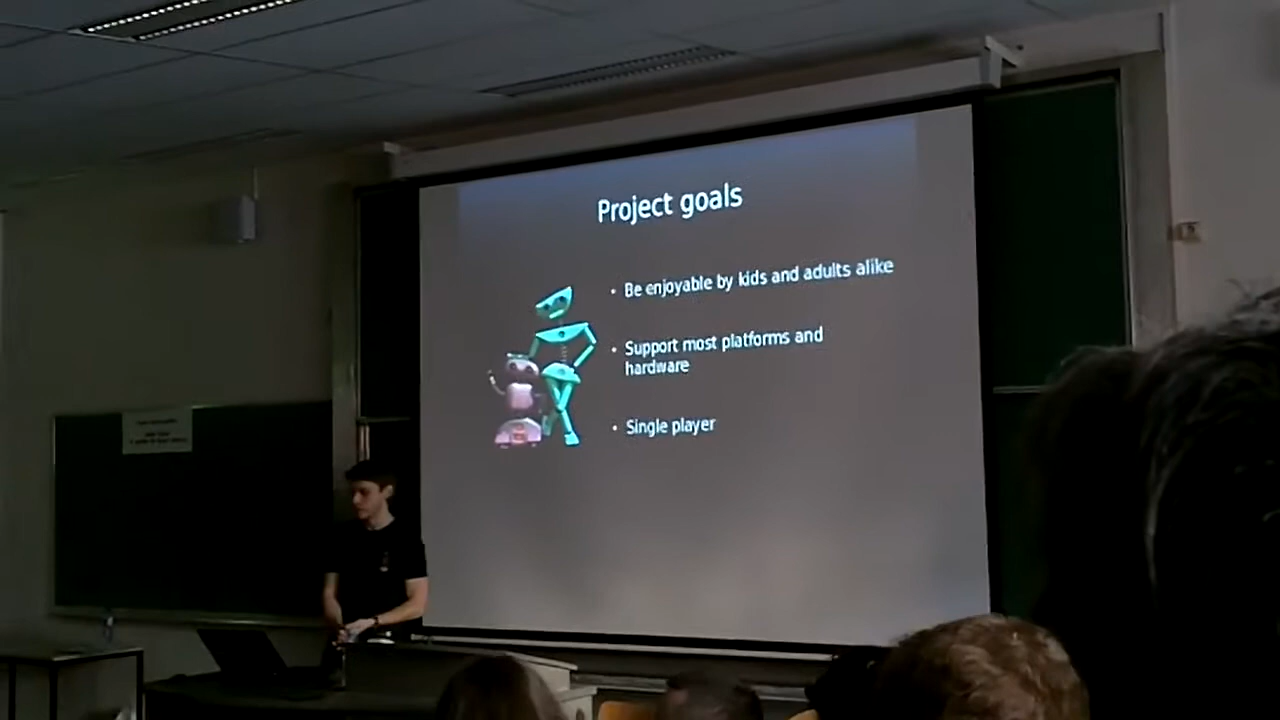 Project goals
• Be enjoyable by kids and adults alike
• Support most platforms and
hardware
• Single player